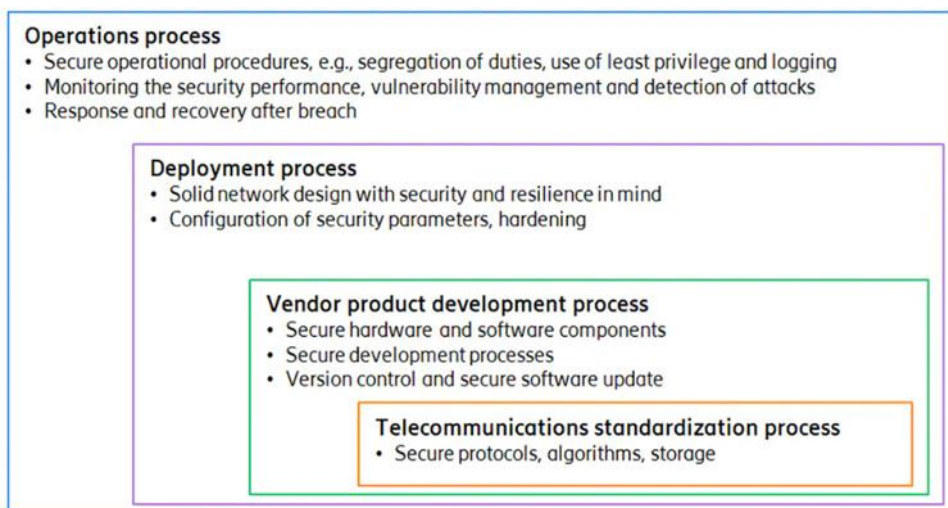 Operations process
• Secure operational procedures, e.g., segregation of duties, use of least privilege and logging
• Monitoring the security performance, vulnerability management and detection of attacks
• Response and recovery after breach
Deployment process
• Solid network design with security and resilience in mind
• Configuration of security parameters, hardening
Vendor product development process
• Secure hardware and software components
• Secure development processes
• Version control and secure software update
Telecommunications standardization process
• Secure protocols, algorithms, storage